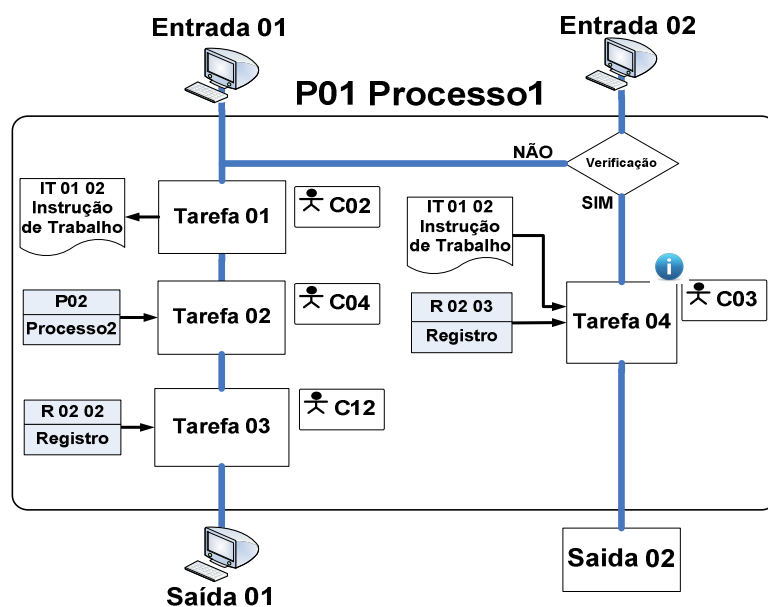 Entrada 01
Entrada 02
P01 Processo1
NÃO
Verificação
SIM
IT 01 02
Instrução
de Trabalho
Tarefa 01
C02
IT 01 02
Instrução
de Trabalho
i
P02
Processo2
Tarefa 02
C04
R 02 03
Registro
Tarefa 04
C03
R 02 02
Registro
Tarefa 03
C12
Saída 01
Saida 02